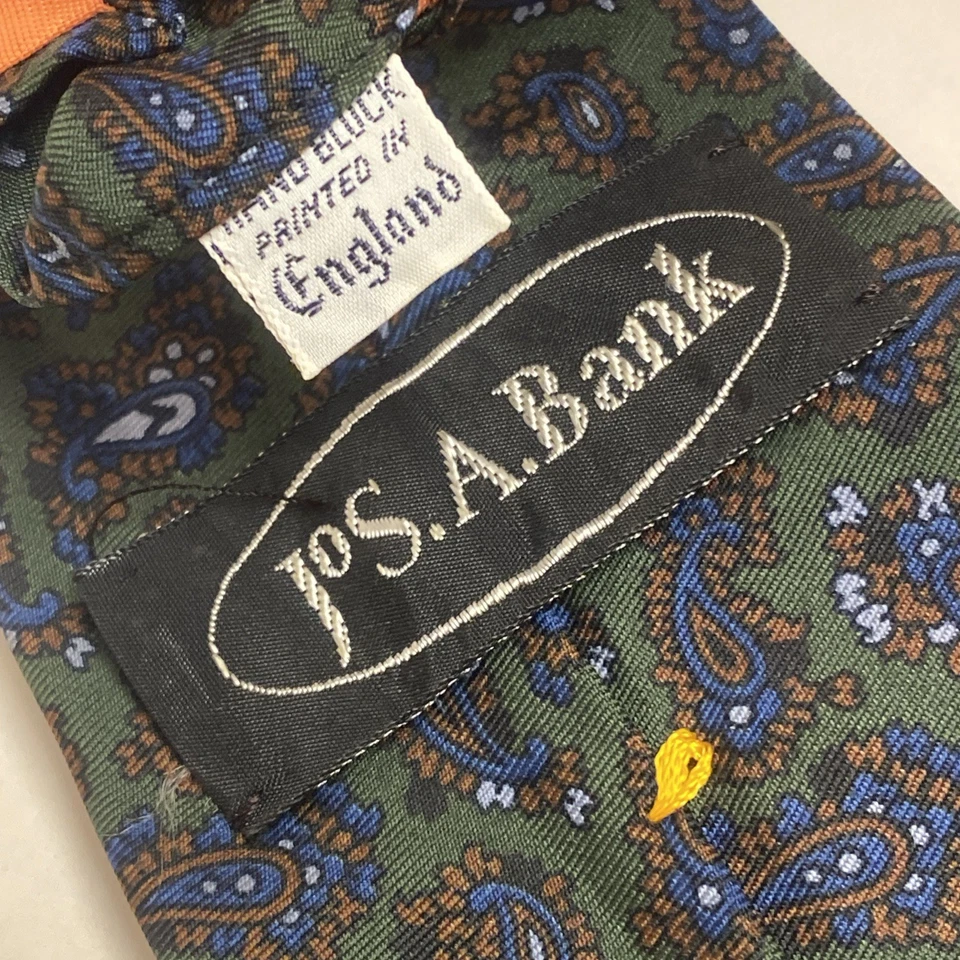 HAND BLOCK
PRINTED IN
England
JoS. A. Bank